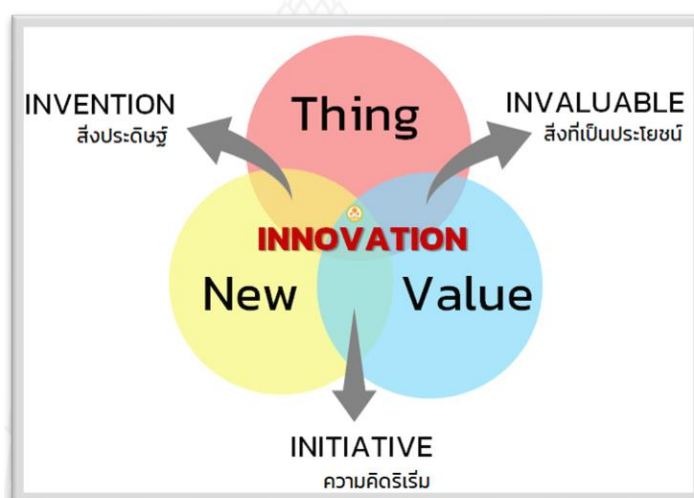 Thing
INVENTION
สิ่งประดิษฐ์
INVALUABLE
สิ่งที่เป็นประโยชน์
INNOVATION
New
Value
INITIATIVE
ความคิดริเริ่ม